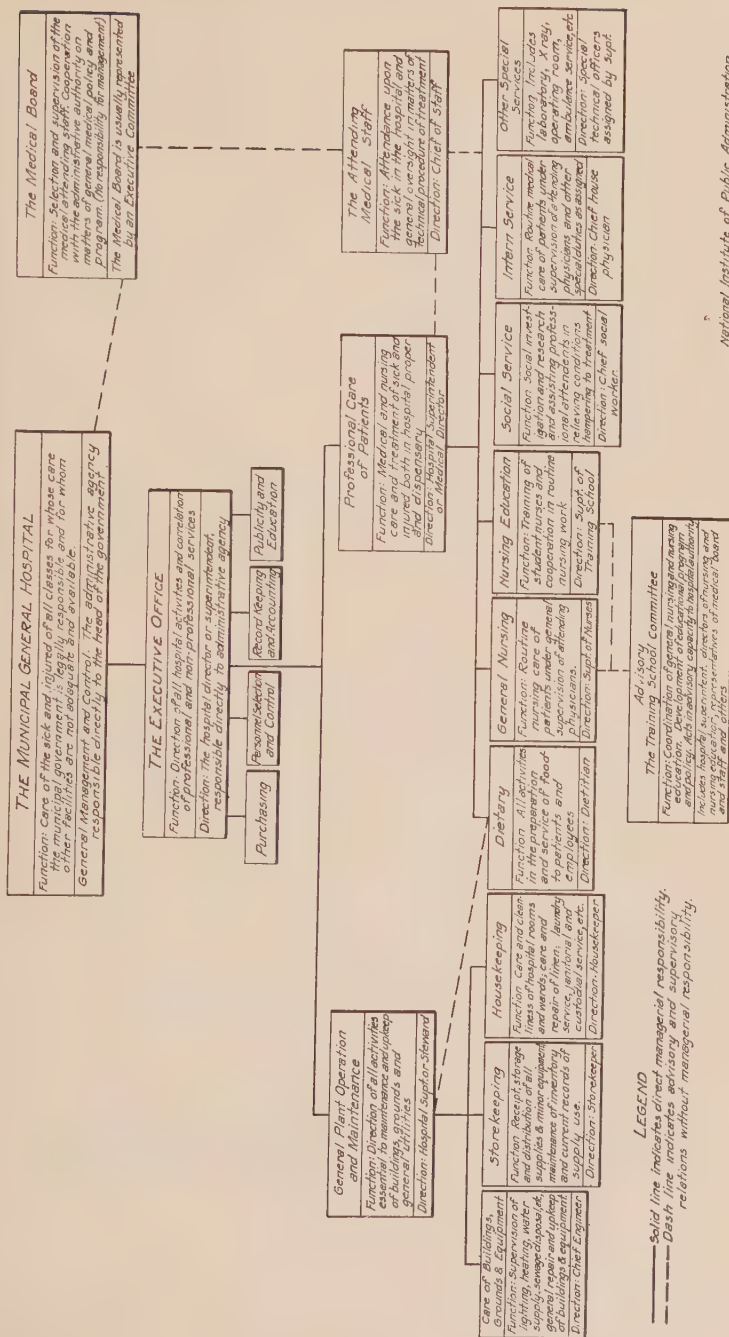 THE MUNICIPAL GENERAL HOSPITAL
Function: Care of the sick and injured of all classes for whose care
the municipal government is legally responsible and for whom
other facilities are not adequate and available.
General Management and Control: The administrative agency
responsible directly to the head of the government
The Medical Board
Function: Selection and supervision of the
medical attending staff. Cooperation
with the administrative authority on
matters of general medical policy and
program. (No responsibility for management)
The Medical Board is usually represented
by an Executive Committee
THE EXECUTIVE OFFICE
Function: Direction of all hospital activities and correlation
of professional and non-professional services
Direction: The hospital director or superintendent,
responsible directly to administrative agency
Purchasing
Personnel Selection
and Control
Record Keeping
and Accounting
Publicity and
Education
General Plant Operation
and Maintenance
Function: Direction of all activities
essential to maintenance and upkeep
of buildings, grounds and
general utilities
Direction: Hospital Supt. or Steward
Professional Care
of Patients
Function: Medical and nursing
care and treatment of sick and
injured both in hospital proper
and dispensary
Direction: Hospital Superintendent
or Medical Director
The Attending
Medical Staff
Function: Attendance upon
the sick in the hospital and
general oversight in matters of
technical procedure of treatment
Direction: Chief of Staff
Care of Buildings,
Grounds & Equipment
Function: Supervision of
lighting, heating, water
supply, sewage disposal, etc,
general repair and upkeep
of buildings & equipment.
Direction: Chief Engineer
Storekeeping
Function Receipt, storage
and distribution of all
supplies & minor equipment
maintenance of inventory
and current records of
supply use.
Direction: Storekeeper
Housekeeping
Function Care and clean-
liness of hospital rooms
and wards; care and
repair of linen; laundry
service, janitorial and
custodial service, etc.
Direction: Housekeeper
Dietary
Function All activities
in the preparation
and service of food
to patients and
employees
Direction: Dietitian
General Nursing
Function: Routine
nursing care of
patients under general
supervision of attending
physicians.
Direction: Supt. of Nurses
Nursing Education
Function: Training of
student nurses and
cooperation in routine
nursing work
Direction: Supt. of
Training School
Social Service
Function Social invest-
igation and research
and assisting profess-
ional attendents in
relieving conditions
hampering to treatment
Direction: Chief social
worker.
Intern Service
Function Routine medical
care of patients under
supervision of attending
physicians and other
special duties as assigned
Direction: Chief house
physician
Other Special
Services
Function Includes
laboratory, X ray,
operating room,
ambulance service, etc
Direction: Special
technical officers
assigned by Supt.
Advisory
The Training School Committee
Function: Coordination of general nursing and nursing
education. Development of educational program
and policy. Acts in advisory capacity to hospital authority
Includes hospital superintent, directors of nursing and
nursing education, representatives of medical board
and staff and others
LEGEND
Solid line indicates direct managerial responsibility.
Dash line indicates advisory and supervisory
relations without managerial responsibility.
National Institute of Public Administration